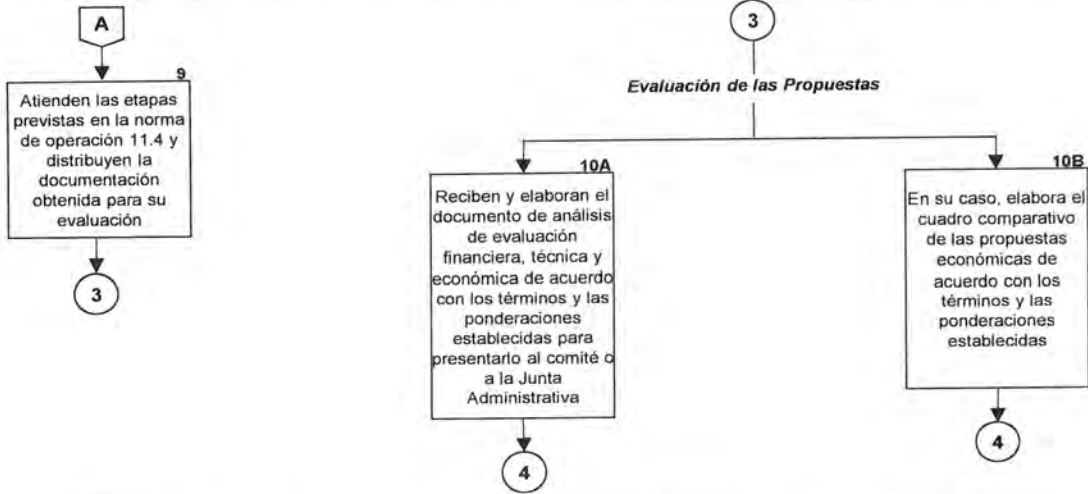 A
9
Atienden las etapas
previstas en la norma
de operación 11.4 y
distribuyen la
documentación
obtenida para su
evaluación
3
3
Evaluación de las Propuestas
10A
Reciben y elaboran el
documento de análisis
de evaluación
financiera, técnica y
económica de acuerdo
con los términos y las
ponderaciones
establecidas para
presentarlo al comité o
a la Junta
Administrativa
4
10B
En su caso, elabora el
cuadro comparativo
de las propuestas
económicas de
acuerdo con los
términos y las
ponderaciones
establecidas
4